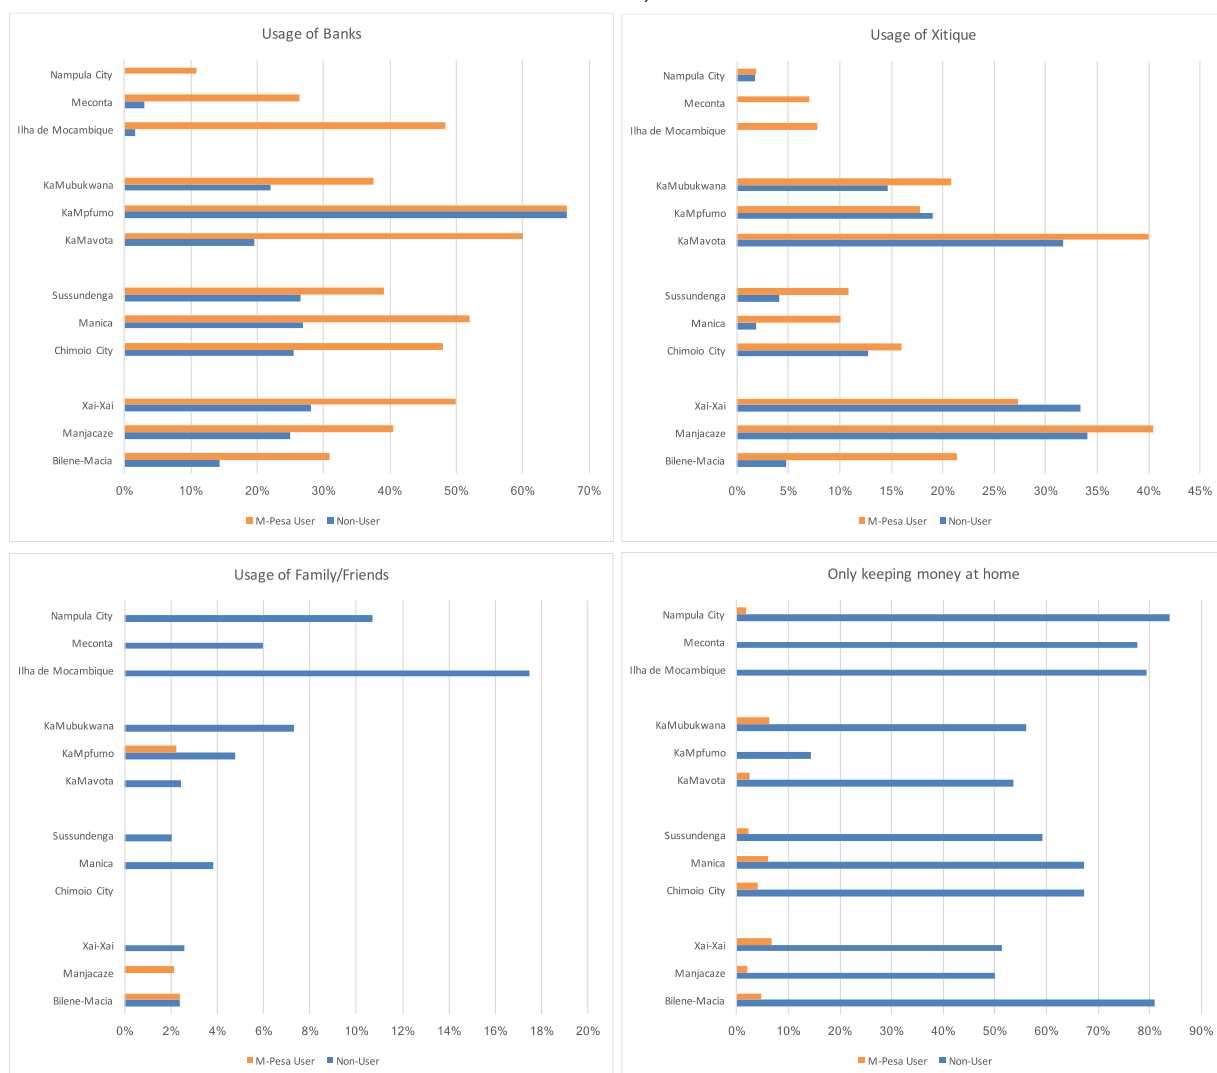 Usage of Banks
Nampula City
Meconta
Ilha de Mocambique
KaMubukwana
KaMpfumo
KaMavota
Sussundenga
Manica
Chimoio City
Xai-Xai
Manjacaze
Bilene-Macia
0% 10% 20% 30% 40% 50% 60% 70%
M-Pesa User Non-User
Usage of Xitique
Nampula City
Meconta
Ilha de Mocambique
KaMubukwana
KaMpfumo
KaMavota
Sussundenga
Manica
Chimoio City
Xai-Xai
Manjacaze
Bilene-Macia
0% 5% 10% 15% 20% 25% 30% 35% 40% 45%
M-Pesa User Non-User
Usage of Family/Friends
Nampula City
Meconta
Ilha de Mocambique
KaMubukwana
KaMpfumo
KaMavota
Sussundenga
Manica
Chimoio City
Xai-Xai
Manjacaze
Bilene-Macia
0% 2% 4% 6% 8% 10% 12% 14% 16% 18% 20%
M-Pesa User Non-User
Only keeping money at home
Nampula City
Meconta
Ilha de Mocambique
KaMubukwana
KaMpfumo
KaMavota
Sussundenga
Manica
Chimoio City
Xai-Xai
Manjacaze
Bilene-Macia
0% 10% 20% 30% 40% 50% 60% 70% 80% 90%
M-Pesa User Non-User